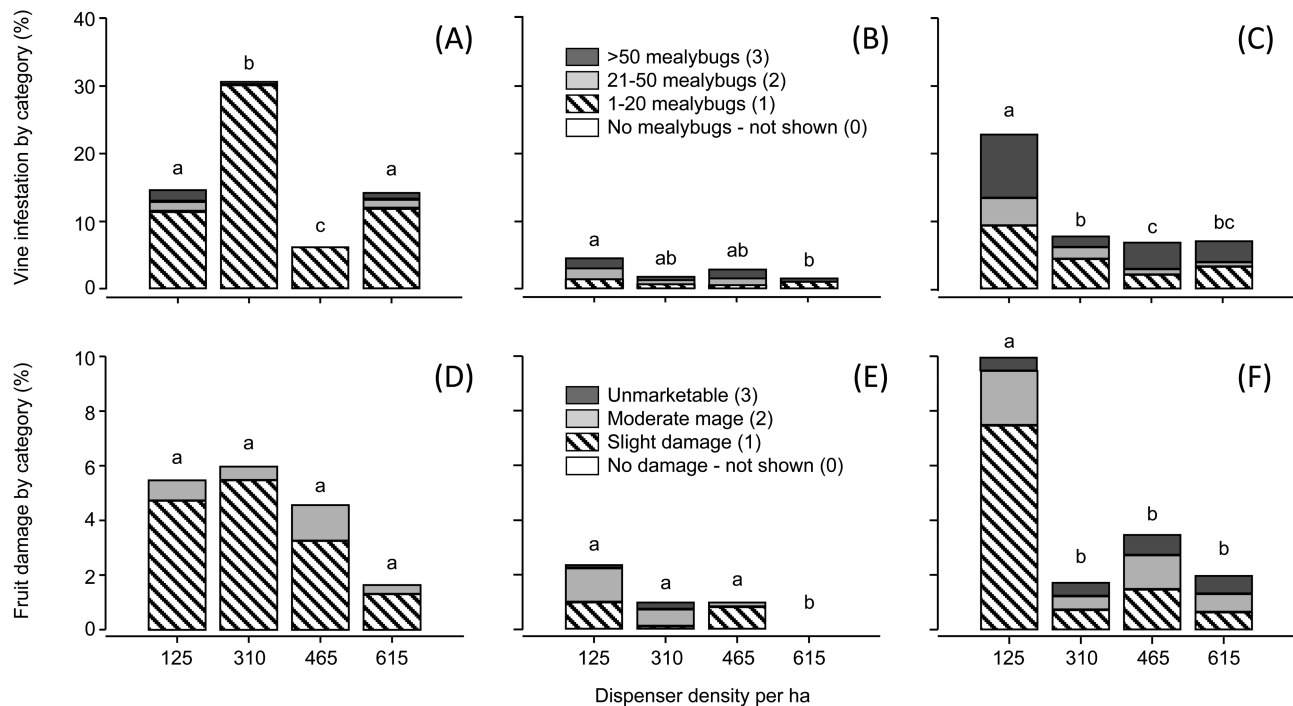 Vine infestation by category (%)
40
30
20
10
0
(A)
a
b
c
a
(B)
>50 mealybugs (3)
21-50 mealybugs (2)
1-20 mealybugs (1)
No mealybugs - not shown (0)
a
ab
ab
b
(C)
a
b
c
bc
Fruit damage by category (%)
10
8
6
4
2
0
(D)
a
a
a
a
125 310 465 615
(E)
Unmarketable (3)
Moderate mage (2)
Slight damage (1)
No damage - not shown (0)
a
a
a
b
125 310 465 615
(F)
a
b
b
b
125 310 465 615
Dispenser density per ha